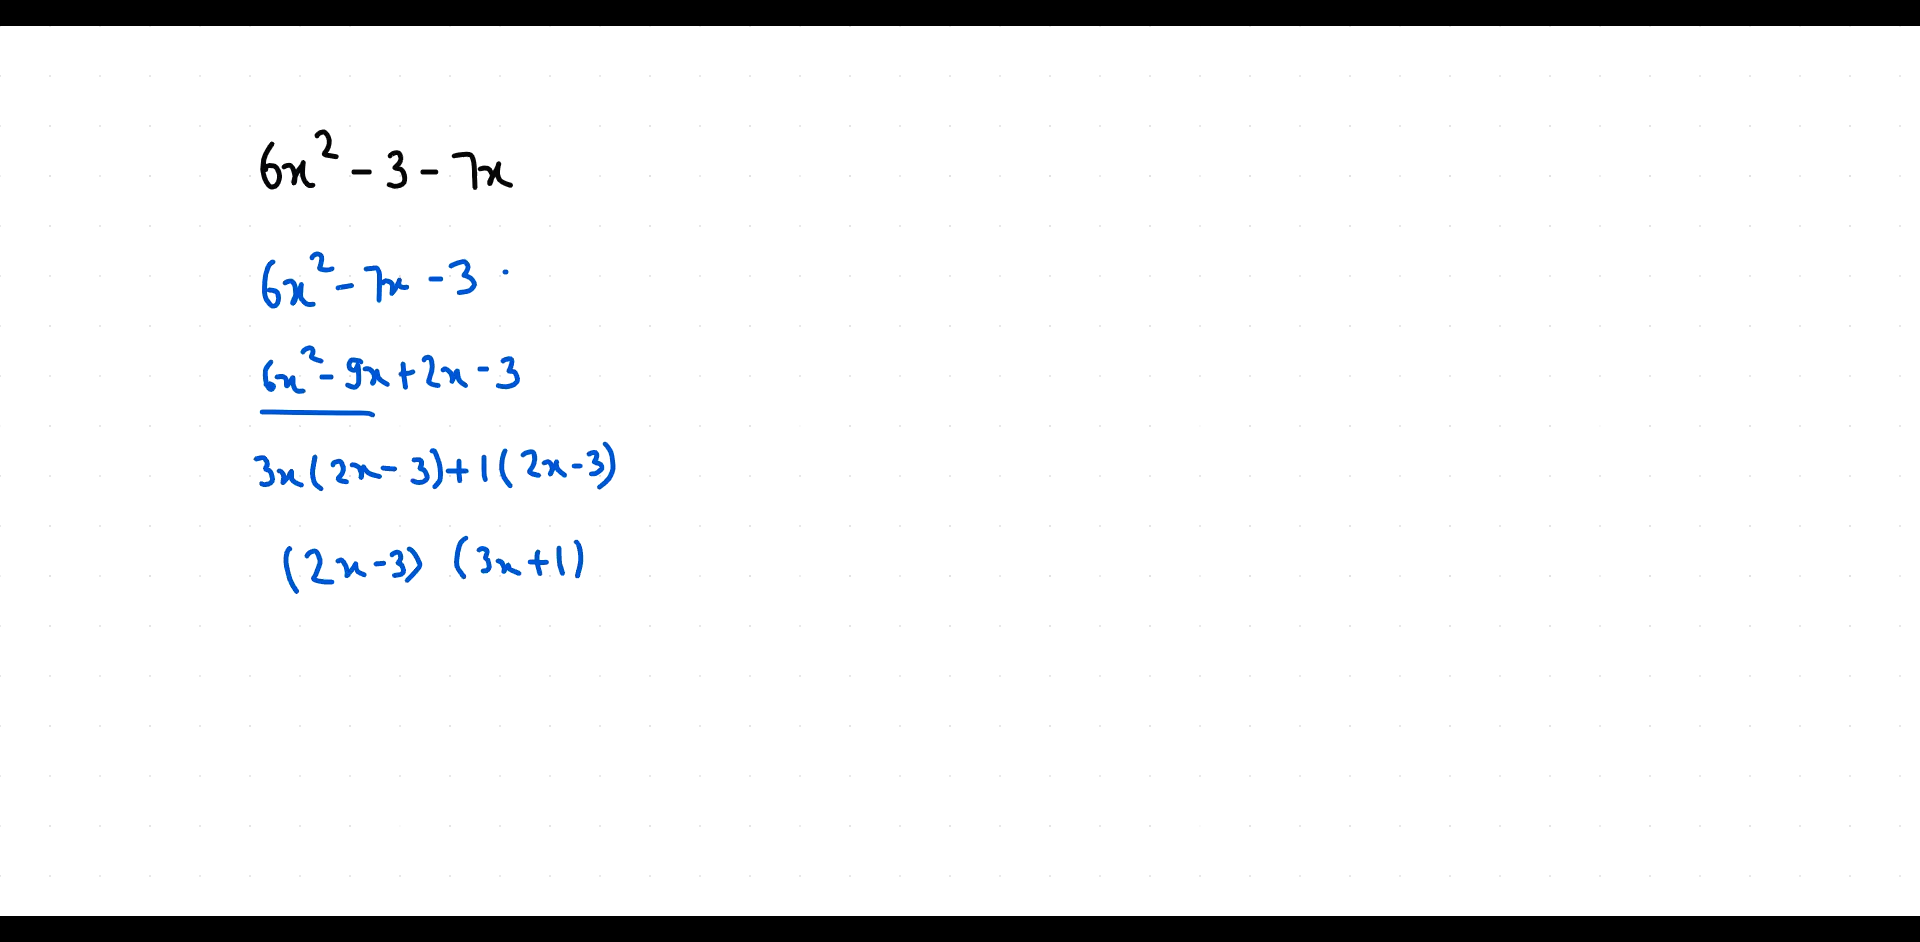 6x² - 3 - 7x
6x² - 7x - 3 .
6x² - 9x + 2x - 3
3x(2x - 3) + 1(2x - 3)
(2x - 3) (3x + 1)